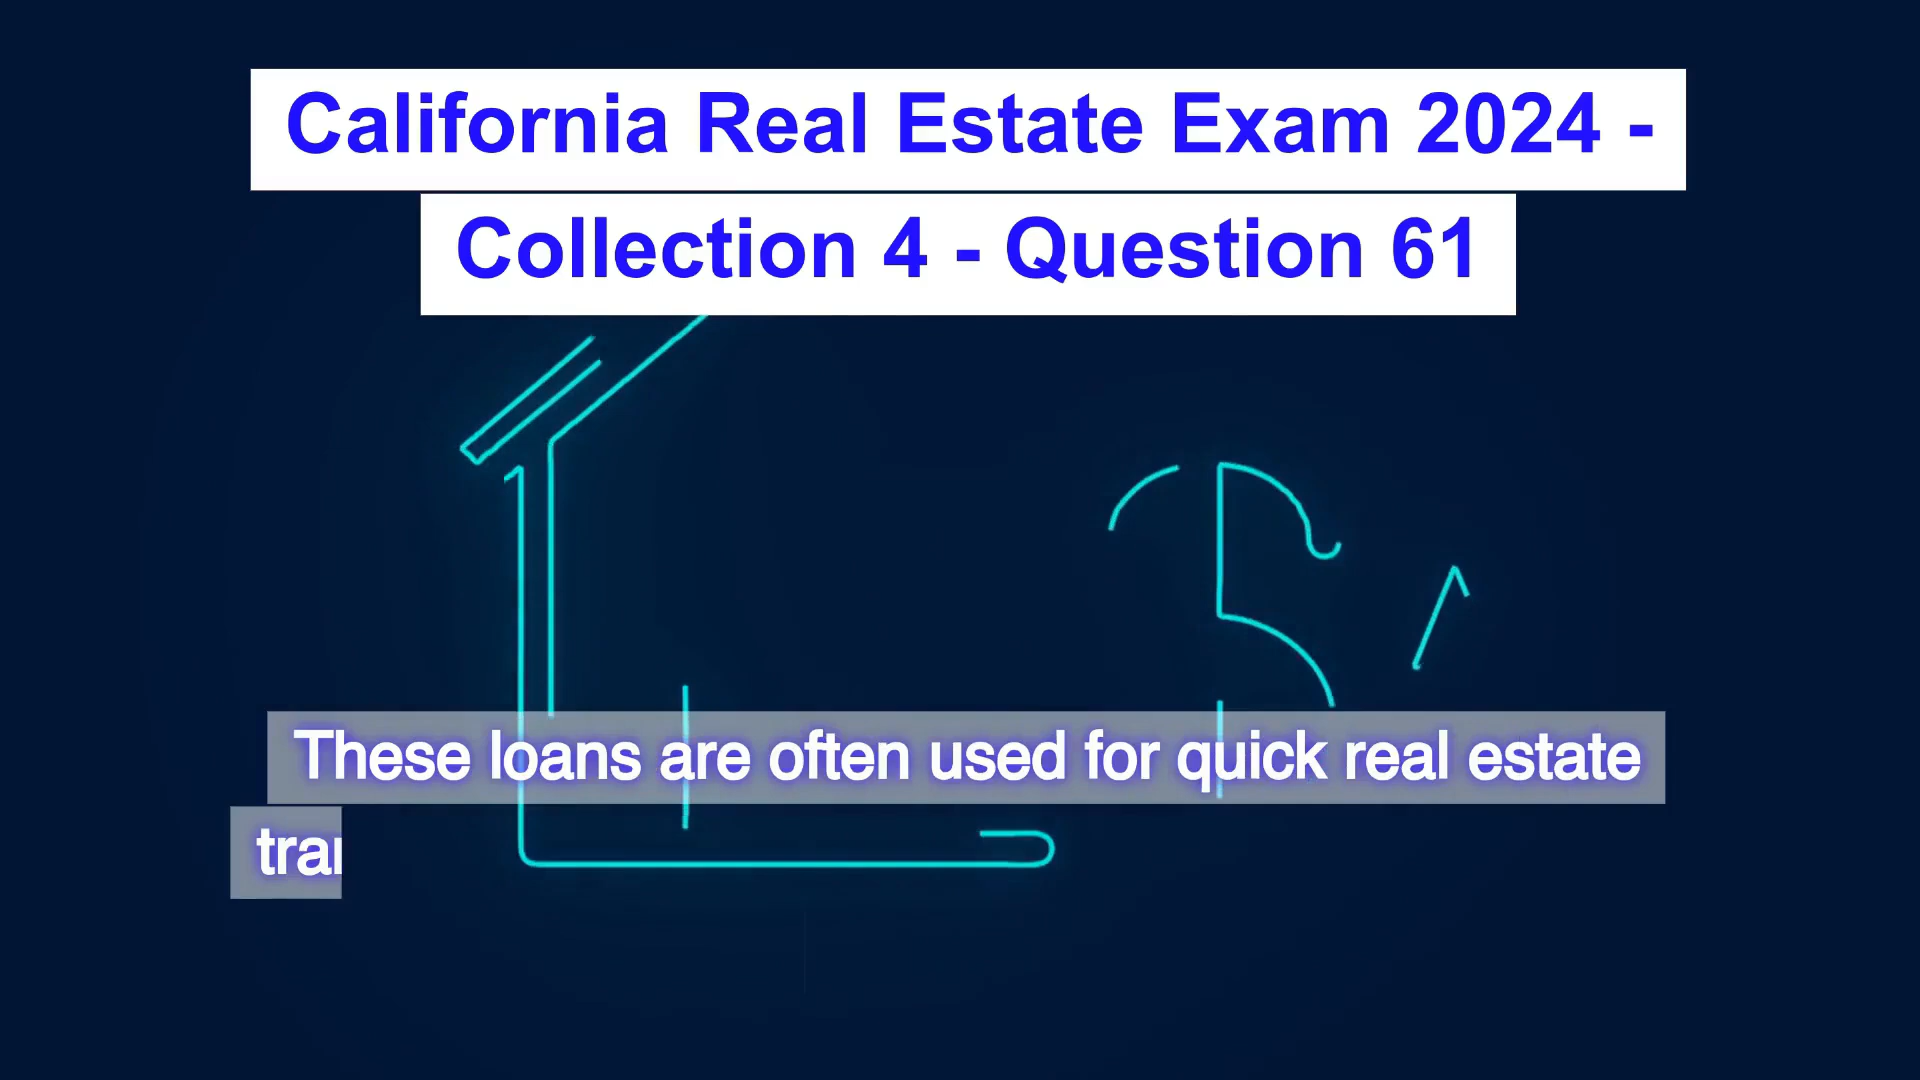 California Real Estate Exam 2024 -
Collection 4 - Question 61
These loans are often used for quick real estate